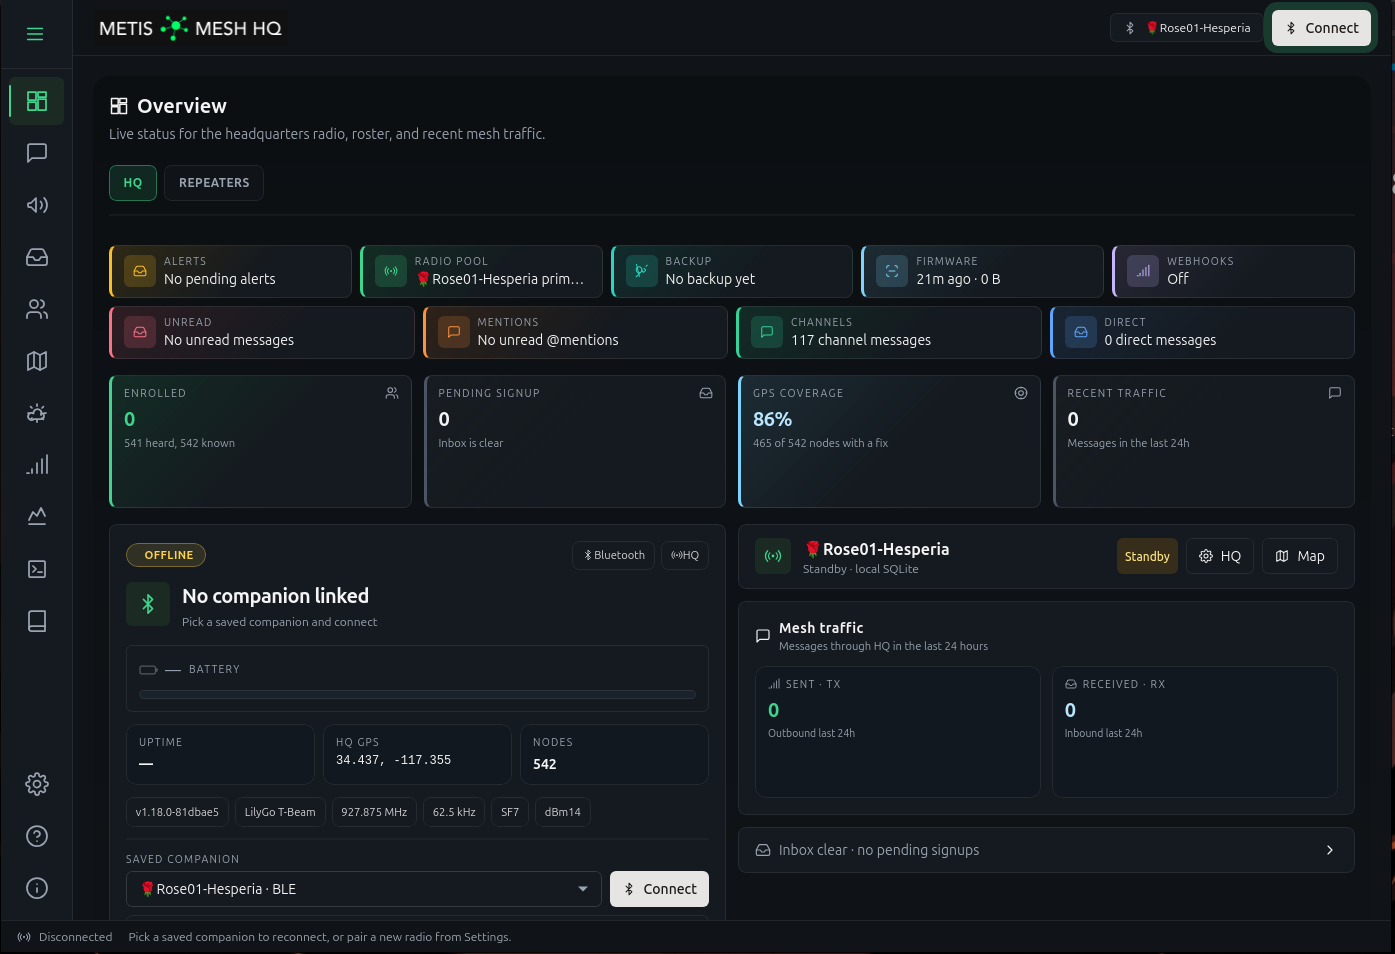 METIS MESH HQ
Rose01-Hesperia
Connect
Overview
Live status for the headquarters radio, roster, and recent mesh traffic.
HQ
REPEATERS
ALERTS
No pending alerts
RADIO POOL
Rose01-Hesperia prim...
BACKUP
No backup yet
FIRMWARE
21m ago · 0 B
WEBHOOKS
Off
UNREAD
No unread messages
MENTIONS
No unread @mentions
CHANNELS
117 channel messages
DIRECT
0 direct messages
ENROLLED
0
541 heard, 542 known
PENDING SIGNUP
0
Inbox is clear
GPS COVERAGE
86%
465 of 542 nodes with a fix
RECENT TRAFFIC
0
Messages in the last 24h
OFFLINE
Bluetooth
HQ
No companion linked
Pick a saved companion and connect
— BATTERY
UPTIME
—
HQ GPS
34.437, -117.355
NODES
542
v1.18.0-81dbae5
LilyGo T-Beam
927.875 MHz
62.5 kHz
SF7
dBm14
SAVED COMPANION
Rose01-Hesperia · BLE
Connect
Rose01-Hesperia
Standby · local SQLite
Standby
HQ
Map
Mesh traffic
Messages through HQ in the last 24 hours
SENT · TX
0
Outbound last 24h
RECEIVED · RX
0
Inbound last 24h
Inbox clear · no pending signups
Disconnected
Pick a saved companion to reconnect, or pair a new radio from Settings.